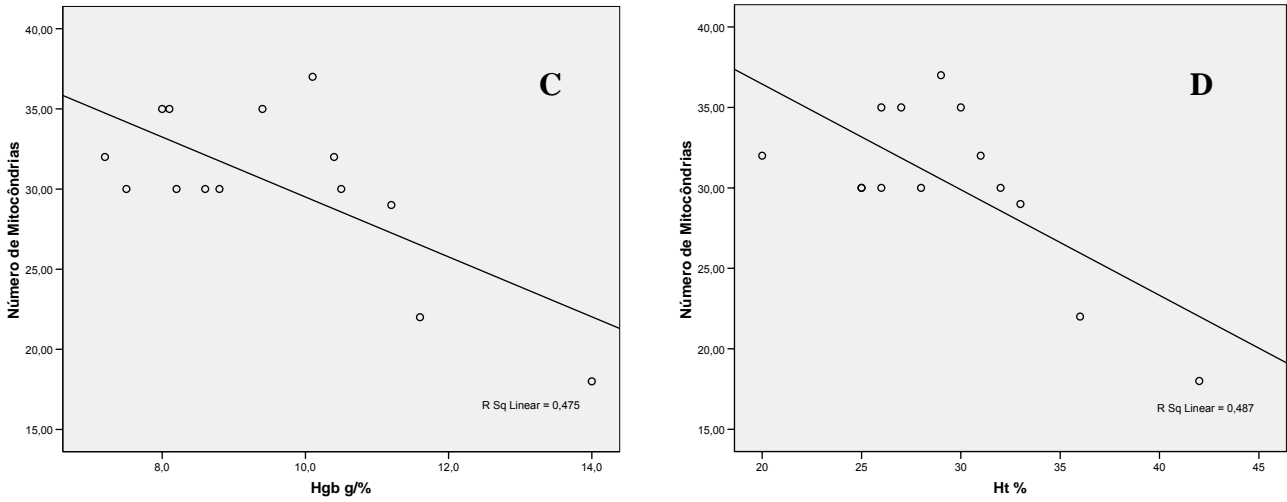 C
Número de Mitocôndrias
40,00
35,00
30,00
25,00
20,00
15,00
R Sq Linear = 0,475
8,0 10,0 12,0 14,0
Hgb g/%
D
Número de Mitocôndrias
40,00
35,00
30,00
25,00
20,00
15,00
R Sq Linear = 0,487
20 25 30 35 40 45
Ht %